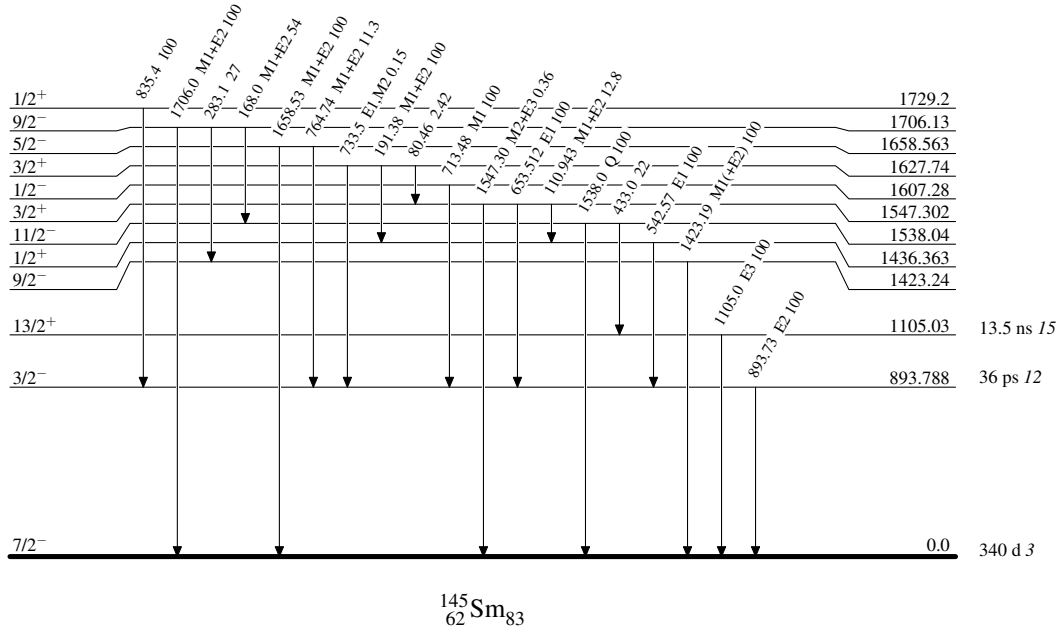 835.4 100
1706.0 M1+E2 100
283.1 27
168.0 M1+E2 54
1658.53 M1+E2 100
764.74 M1+E2 11.3
733.5 E1,M2 0.15
191.38 M1+E2 100
80.46 2.42
713.48 M1 100
1547.30 M2+E3 0.36
653.512 E1 100
110.943 M1+E2 12.8
1538.0 Q 100
433.0 22
542.57 E1 100
1423.19 M1(+E2) 100
1105.0 E3 100
893.73 E2 100
1/2+ 1729.2
9/2− 1706.13
5/2− 1658.563
3/2+ 1627.74
1/2− 1607.28
3/2+ 1547.302
11/2− 1538.04
1/2+ 1436.363
9/2− 1423.24
13/2+ 1105.03 13.5 ns 15
3/2− 893.788 36 ps 12
7/2− 0.0 340 d 3
145 62 Sm 83